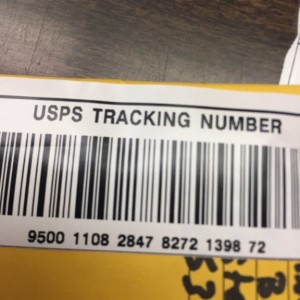 USPS TRACKING NUMBER
9500 1108 2847 8272 1398 72